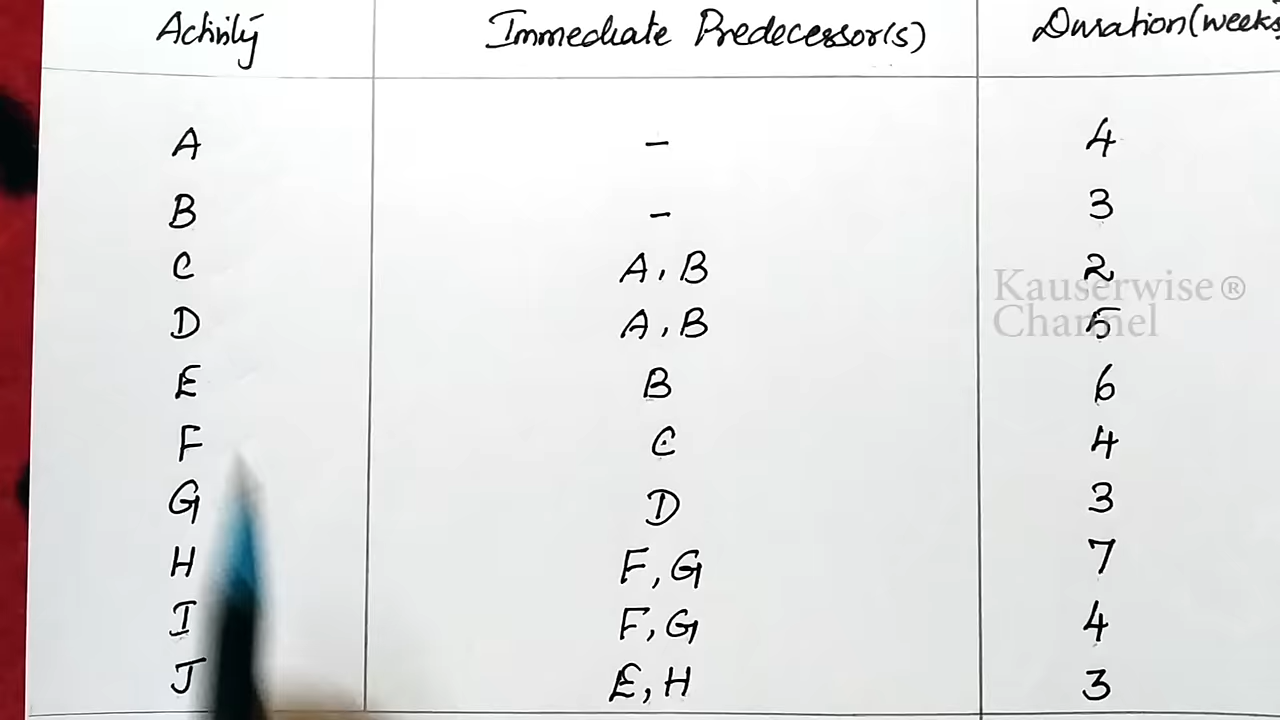 Activity Immediate Predecessor(s) Duration(weeks
A - 4
B - 3
C A, B 2
D A, B 5
E B 6
F C 4
G D 3
H F, G 7
I F, G 4
J E, H 3
Kauserwise®
Channel